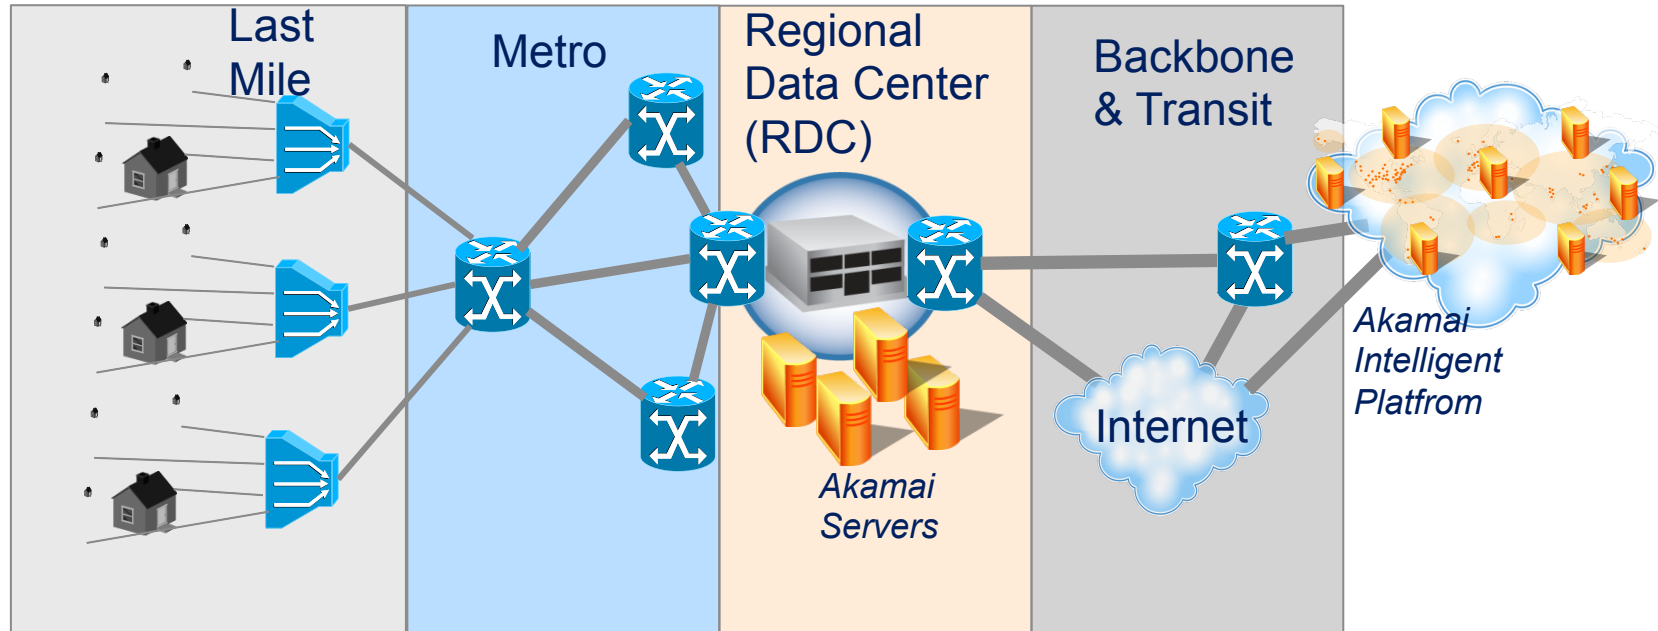 Last
Mile
Metro
Regional
Data Center
(RDC)
Backbone
& Transit
Akamai
Servers
Internet
Akamai
Intelligent
Platfrom